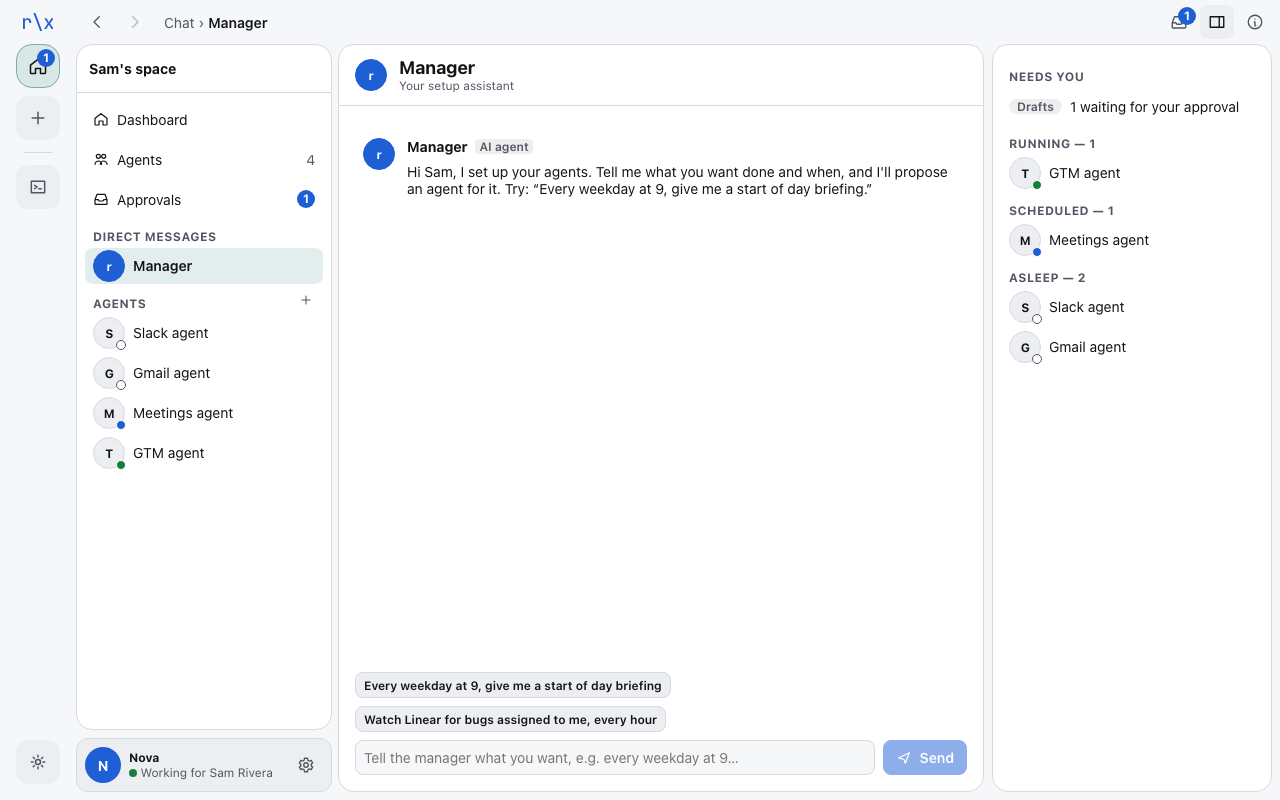 r\x
Chat › Manager
1
1
Sam's space
Dashboard
Agents
4
Approvals
1
DIRECT MESSAGES
r
Manager
AGENTS
S
Slack agent
G
Gmail agent
M
Meetings agent
T
GTM agent
N
Nova
Working for Sam Rivera
r
Manager
Your setup assistant
r
Manager AI agent
Hi Sam, I set up your agents. Tell me what you want done and when, and I'll propose
an agent for it. Try: “Every weekday at 9, give me a start of day briefing.”
Every weekday at 9, give me a start of day briefing
Watch Linear for bugs assigned to me, every hour
Tell the manager what you want, e.g. every weekday at 9...
Send
NEEDS YOU
Drafts 1 waiting for your approval
RUNNING — 1
T
GTM agent
SCHEDULED — 1
M
Meetings agent
ASLEEP — 2
S
Slack agent
G
Gmail agent